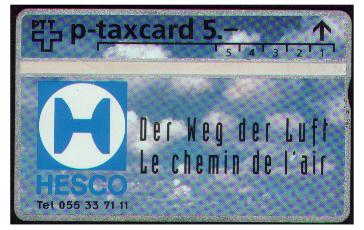 PTT p-taxcard 5.–
5 4 3 2 1
Der Weg der Luft
Le chemin de l'air
HESCO
Tel 055 33 71 11